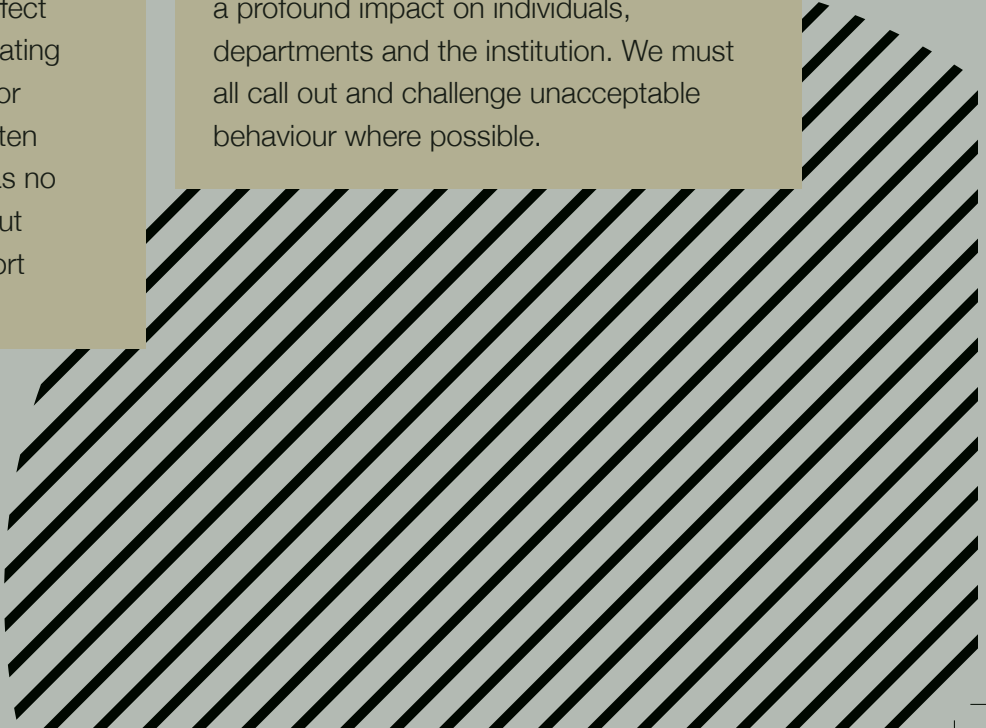 no
a profound impact on individuals,
departments and the institution. We must
all call out and challenge unacceptable
behaviour where possible.